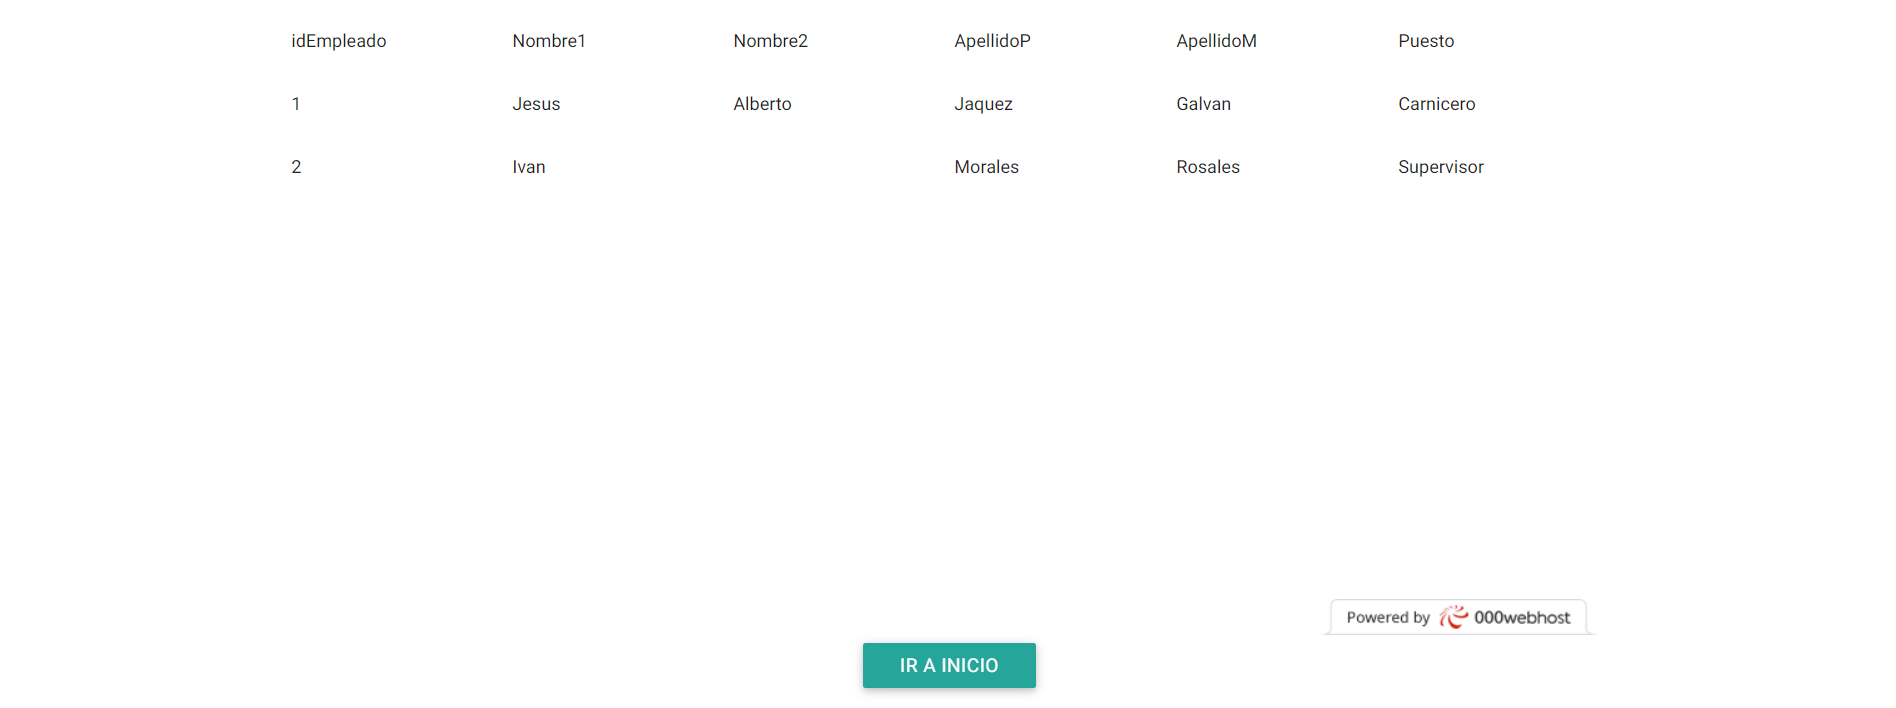 idEmpleado Nombre1 Nombre2 ApellidoP ApellidoM Puesto
1 Jesus Alberto Jaquez Galvan Carnicero
2 Ivan Morales Rosales Supervisor
Powered by 000webhost
IR A INICIO